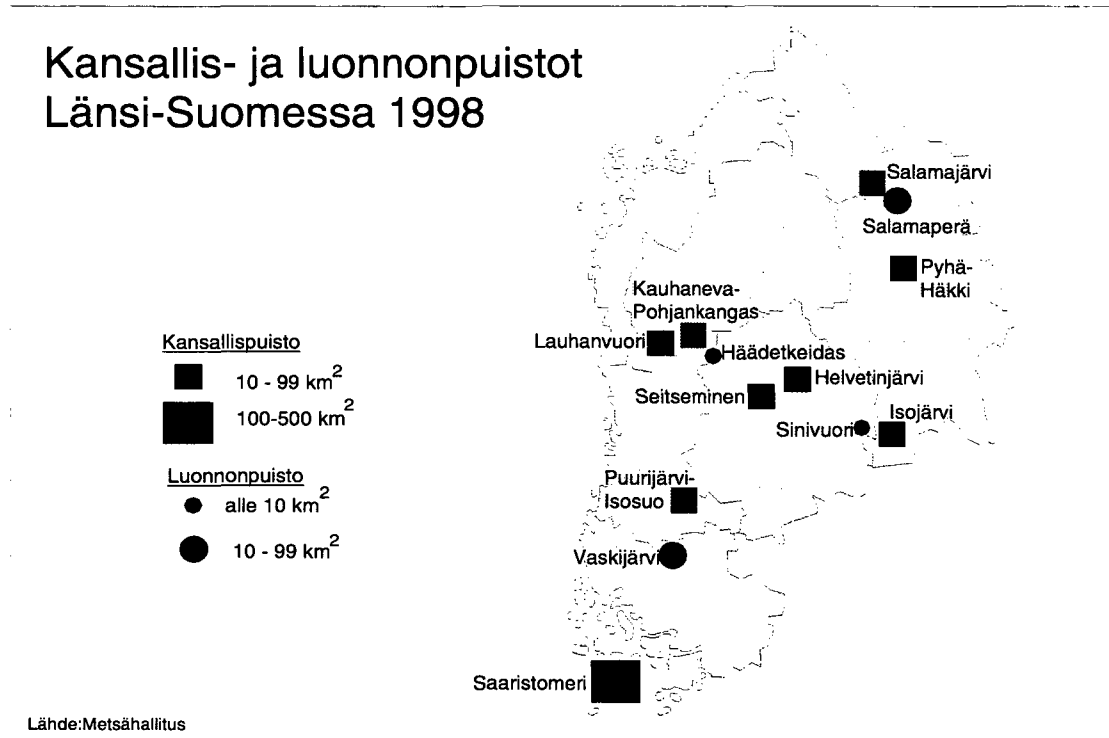 Kansallis- ja luonnonpuistot
Länsi-Suomessa 1998
Salamajärvi
Salamaperä
Pyhä-
Häkki
Kauhaneva-
Pohjankangas
Lauhanvuori
Häädetkeidas
Helvetinjärvi
Seitseminen
Isojärvi
Sinivuori
Puurijärvi-
Isosuo
Vaskijärvi
Saaristomeri
Kansallispuisto
10 - 99 km²
100-500 km²
Luonnonpuisto
alle 10 km²
10 - 99 km²
Lähde:Metsähallitus